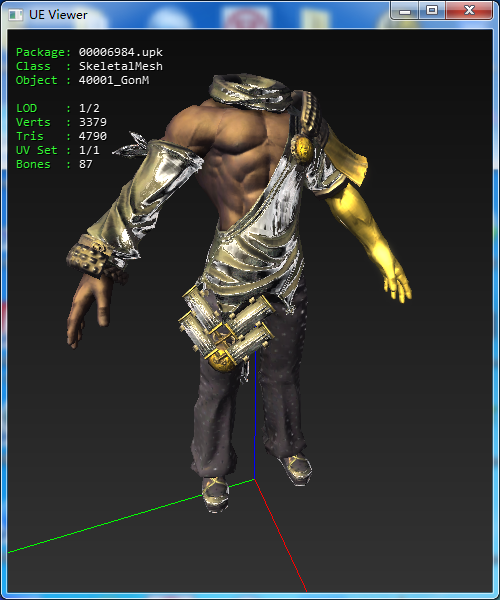 UE Viewer
Package: 00006984.upk
Class : SkeletalMesh
Object : 40001_GonM
LOD : 1/2
Verts : 3379
Tris : 4790
UV Set : 1/1
Bones : 87